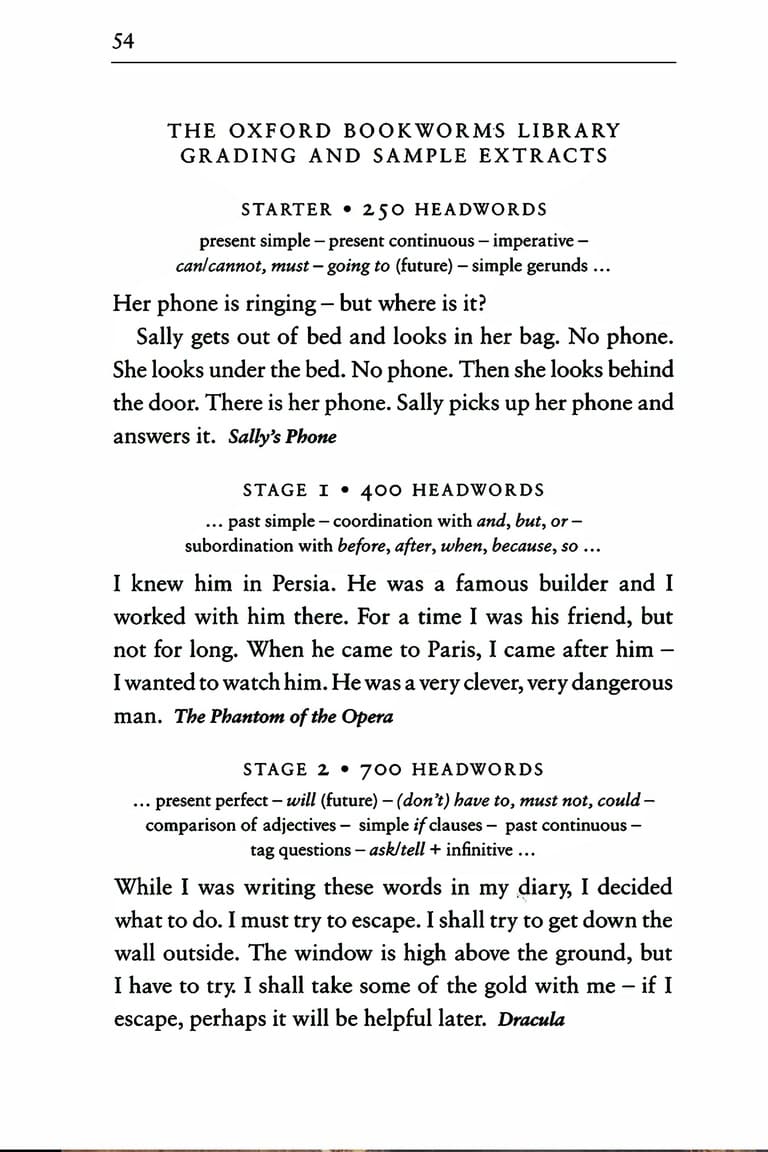 54
THE OXFORD BOOKWORMS LIBRARY
GRADING AND SAMPLE EXTRACTS
STARTER • 250 HEADWORDS
present simple – present continuous – imperative –
can/cannot, must – going to (future) – simple gerunds ...
Her phone is ringing – but where is it?
Sally gets out of bed and looks in her bag. No phone.
She looks under the bed. No phone. Then she looks behind
the door. There is her phone. Sally picks up her phone and
answers it. Sally's Phone
STAGE 1 • 400 HEADWORDS
... past simple – coordination with and, but, or –
subordination with before, after, when, because, so ...
I knew him in Persia. He was a famous builder and I
worked with him there. For a time I was his friend, but
not for long. When he came to Paris, I came after him –
I wanted to watch him. He was a very clever, very dangerous
man. The Phantom of the Opera
STAGE 2 • 700 HEADWORDS
... present perfect – will (future) – (don't) have to, must not, could –
comparison of adjectives – simple if clauses – past continuous –
tag questions – ask/tell + infinitive ...
While I was writing these words in my diary, I decided
what to do. I must try to escape. I shall try to get down the
wall outside. The window is high above the ground, but
I have to try. I shall take some of the gold with me – if I
escape, perhaps it will be helpful later. Dracula